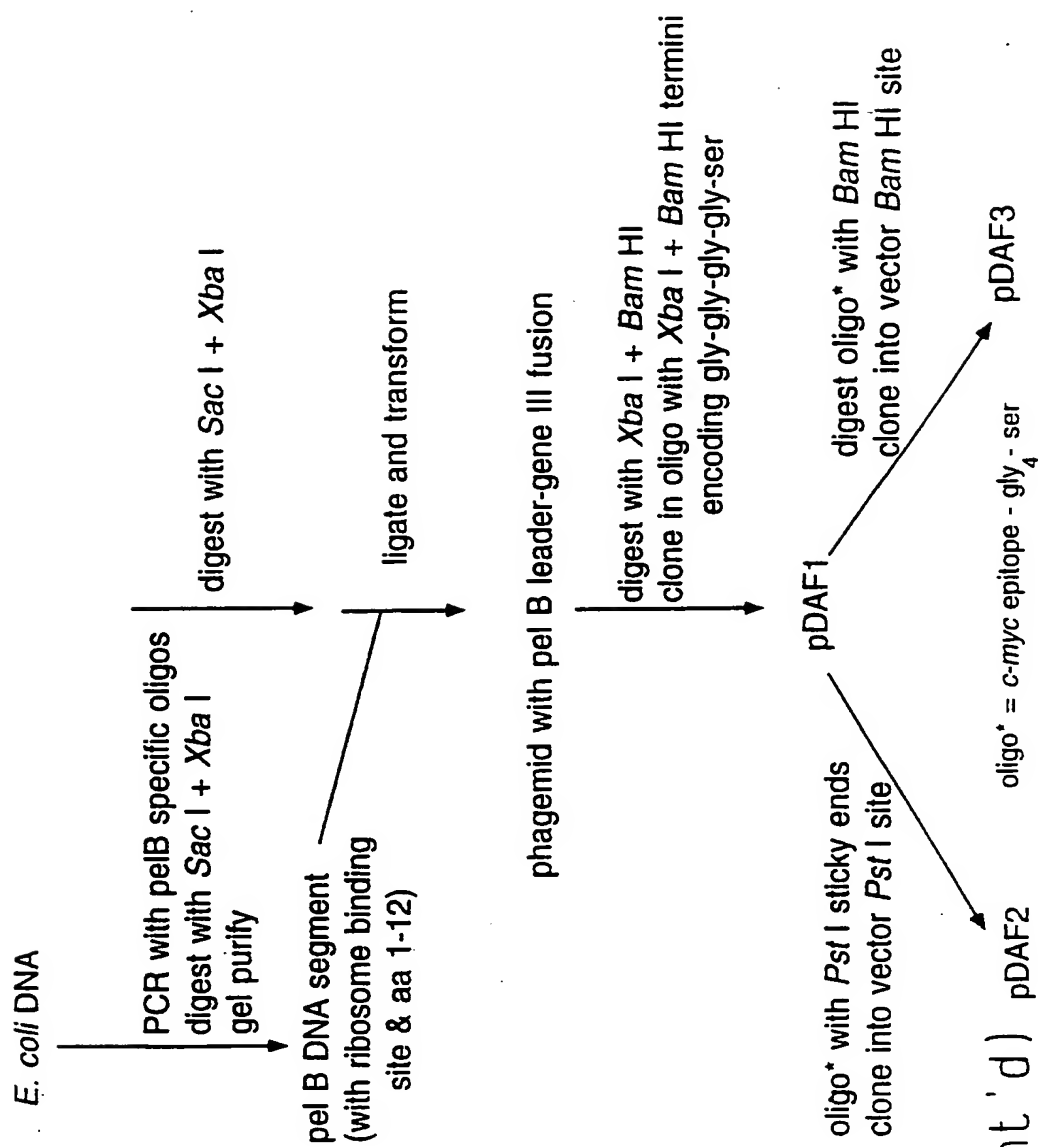 E. coli DNA
PCR with pelB specific oligos
digest with Sac I + Xba I
gel purify
digest with Sac I + Xba I
pel B DNA segment
(with ribosome binding
site & aa 1-12)
ligate and transform
phagemid with pel B leader-gene III fusion
digest with Xba I + Bam HI
clone in oligo with Xba I + Bam HI termini
encoding gly-gly-gly-gly-ser
pDAF1
oligo* with Pst I sticky ends
clone into vector Pst I site
digest oligo* with Bam HI
clone into vector Bam HI site
pDAF2
pDAF3
oligo* = c-myc epitope - gly4 - ser
nt'd)